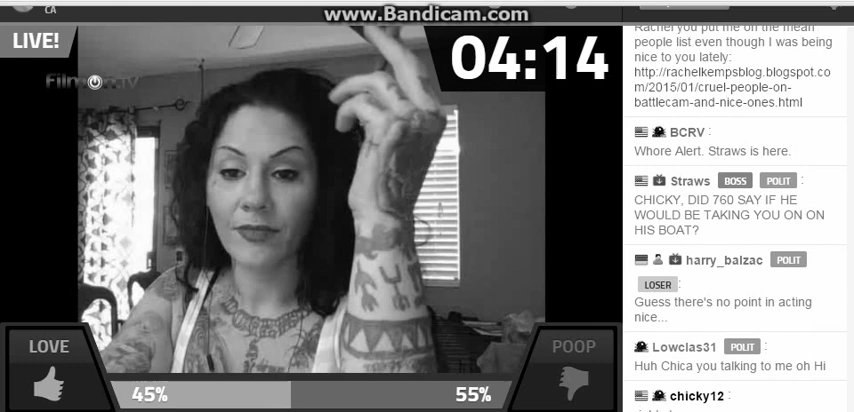 www.Bandicam.com
CA
LIVE!
FilmOn.TV
04:14
LOVE
POOP
45%
55%
Rachel you put me on the mean
people list even though I was being
nice to you lately:
http://rachelkempsblog.blogspot.co
m/2015/01/cruel-people-on-
battlecam-and-nice-ones.html
BCRV :
Whore Alert. Straws is here.
Straws BOSS POLIT :
CHICKY, DID 760 SAY IF HE
WOULD BE TAKING YOU ON ON
HIS BOAT?
harry_balzac POLIT
LOSER :
Guess there's no point in acting
nice...
Lowclas31 POLIT :
Huh Chica you talking to me oh Hi
chicky12 :